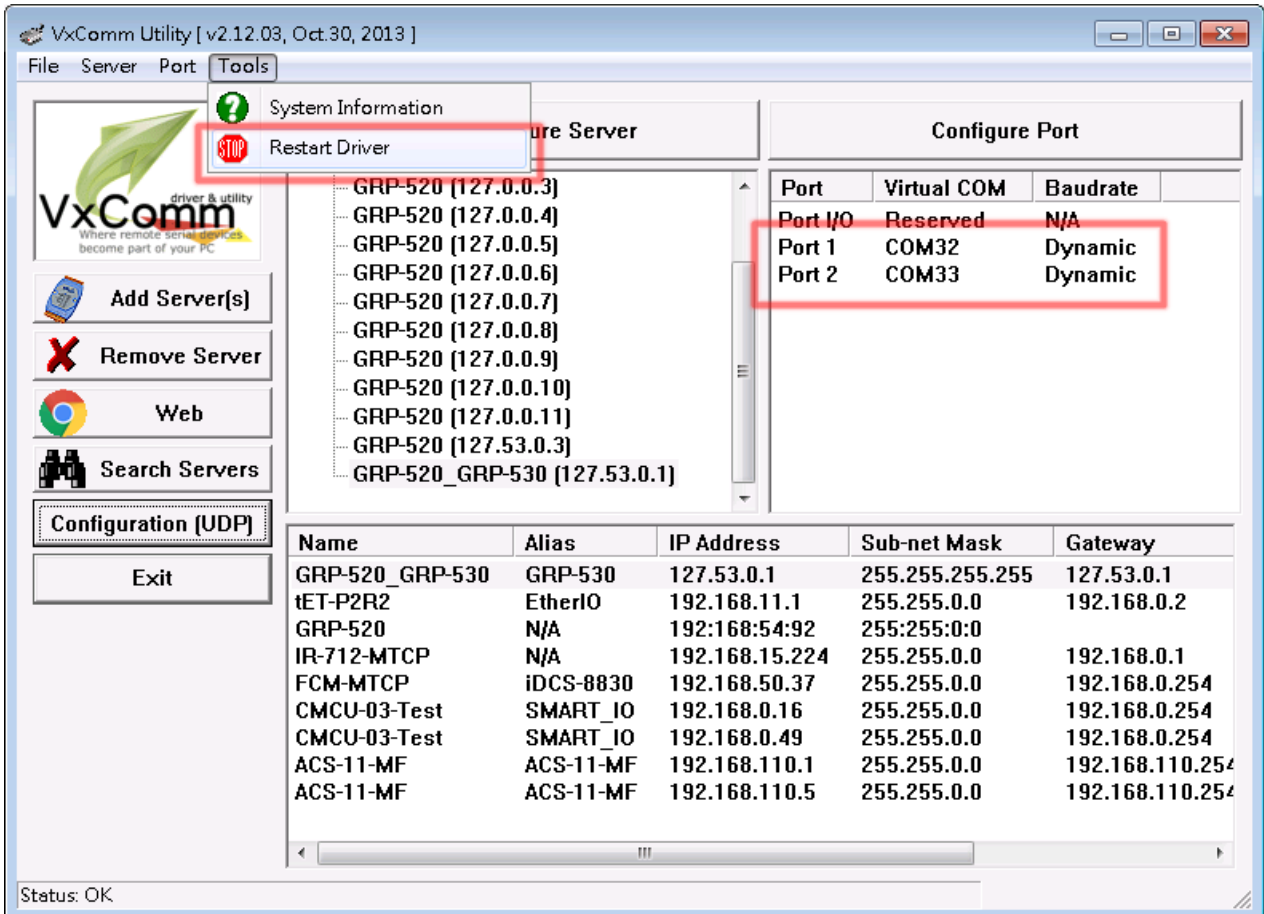 VxComm Utility [ v2.12.03, Oct.30, 2013 ]
File Server Port Tools
System Information
STOP Restart Driver
ure Server
Configure Port
driver & utility
VxComm
Where remote serial devices
become part of your PC
Add Server(s)
Remove Server
Web
Search Servers
Configuration (UDP)
Exit
GRP-520 (127.0.0.3)
GRP-520 (127.0.0.4)
GRP-520 (127.0.0.5)
GRP-520 (127.0.0.6)
GRP-520 (127.0.0.7)
GRP-520 (127.0.0.8)
GRP-520 (127.0.0.9)
GRP-520 (127.0.0.10)
GRP-520 (127.0.0.11)
GRP-520 (127.53.0.3)
GRP-520_GRP-530 (127.53.0.1)
Port Virtual COM Baudrate
Port I/O Reserved N/A
Port 1 COM32 Dynamic
Port 2 COM33 Dynamic
Name Alias IP Address Sub-net Mask Gateway
GRP-520_GRP-530 GRP-530 127.53.0.1 255.255.255.255 127.53.0.1
tET-P2R2 EtherIO 192.168.11.1 255.255.0.0 192.168.0.2
GRP-520 N/A 192:168:54:92 255:255:0:0
IR-712-MTCP N/A 192.168.15.224 255.255.0.0 192.168.0.1
FCM-MTCP iDCS-8830 192.168.50.37 255.255.0.0 192.168.0.254
CMCU-03-Test SMART_IO 192.168.0.16 255.255.0.0 192.168.0.254
CMCU-03-Test SMART_IO 192.168.0.49 255.255.0.0 192.168.0.254
ACS-11-MF ACS-11-MF 192.168.110.1 255.255.0.0 192.168.110.254
ACS-11-MF ACS-11-MF 192.168.110.5 255.255.0.0 192.168.110.254
Status: OK